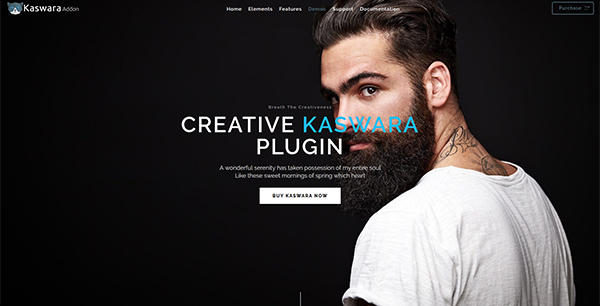 Kaswara Addon
Home Elements Features Demos Support Documentation
Purchase
Breath The Creativeness
CREATIVE KASWARA
PLUGIN
A wonderful serenity has taken possession of my entire soul
Like these sweet mornings of spring which heart
BUY KASWARA NOW